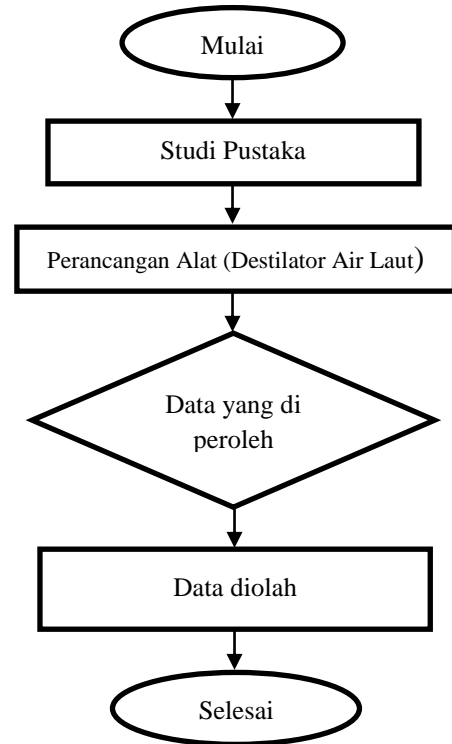 Mulai
Studi Pustaka
Perancangan Alat (Destilator Air Laut)
Data yang di
peroleh
Data diolah
Selesai